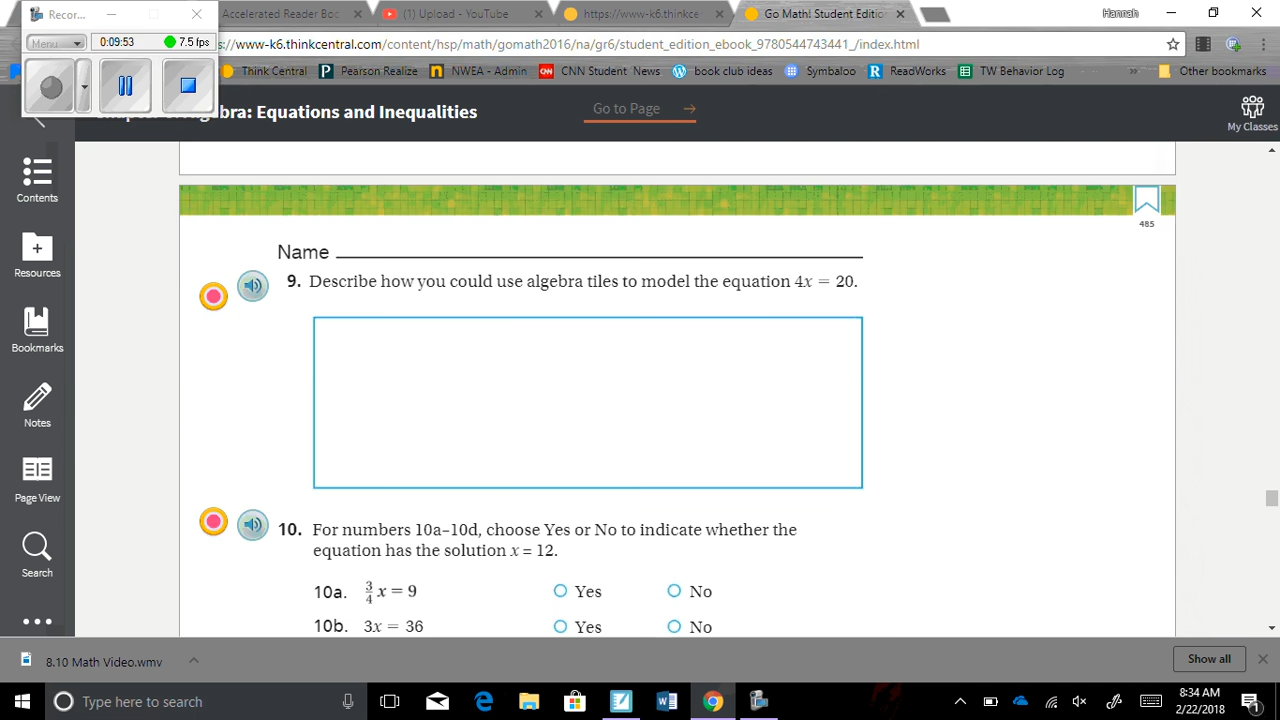 Recor...
Accelerated Reader Boo
(1) Upload - YouTube
https://www-k6.thinkce
Go Math! Student Editio
Hannah
Menu
0:09:53
7.5 fps
s://www-k6.thinkcentral.com/content/hsp/math/gomath2016/na/gr6/student_edition_ebook_9780544743441_/index.html
Think Central
Pearson Realize
NWEA - Admin
CNN Student News
book club ideas
Symbaloo
ReadWorks
TW Behavior Log
»
Other bookmarks
bra: Equations and Inequalities
Go to Page
My Classes
Contents
Resources
Bookmarks
Notes
Page View
Search
485
Name
9. Describe how you could use algebra tiles to model the equation 4x = 20.
10. For numbers 10a–10d, choose Yes or No to indicate whether the
equation has the solution x = 12.
10a. 3/4 x = 9 Yes No
10b. 3x = 36 Yes No
8.10 Math Video.wmv
Show all
Type here to search
8:34 AM
2/22/2018
1